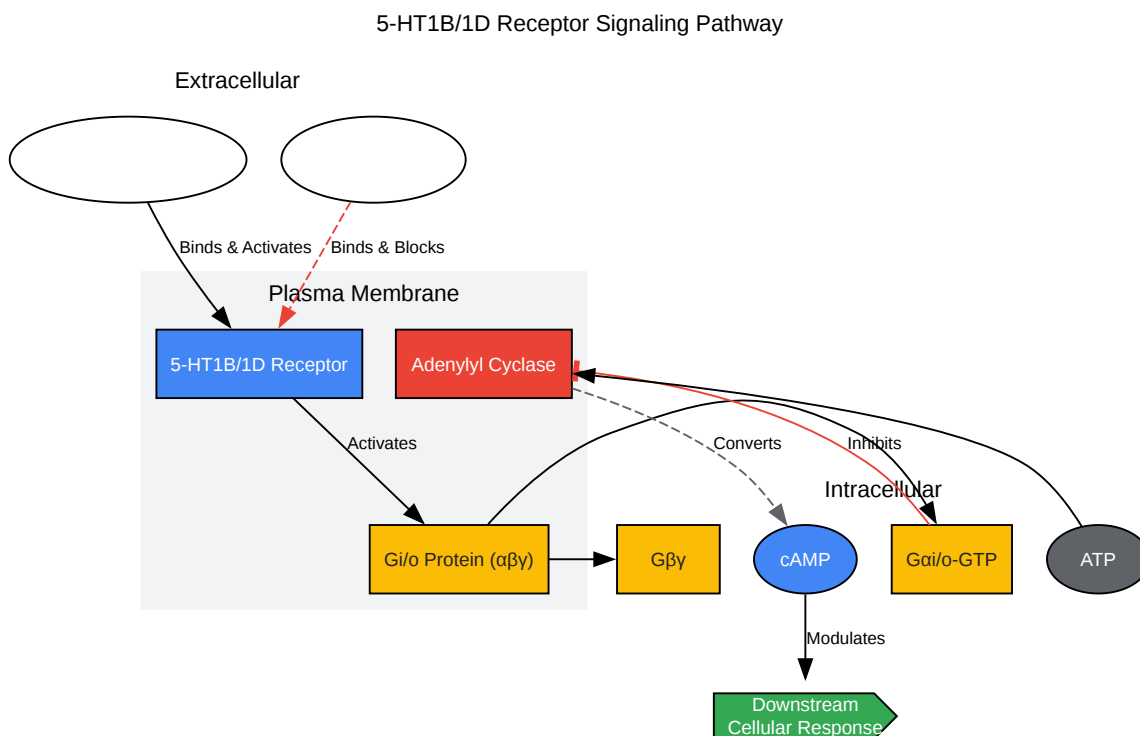 5-HT1B/1D Receptor Signaling Pathway
Extracellular
Binds & Activates
Binds & Blocks
Plasma Membrane
5-HT1B/1D Receptor
Adenylyl Cyclase
Activates
Converts
Inhibits
Intracellular
Gi/o Protein (αβγ)
Gβγ
cAMP
Gαi/o-GTP
ATP
Modulates
Downstream
Cellular Response